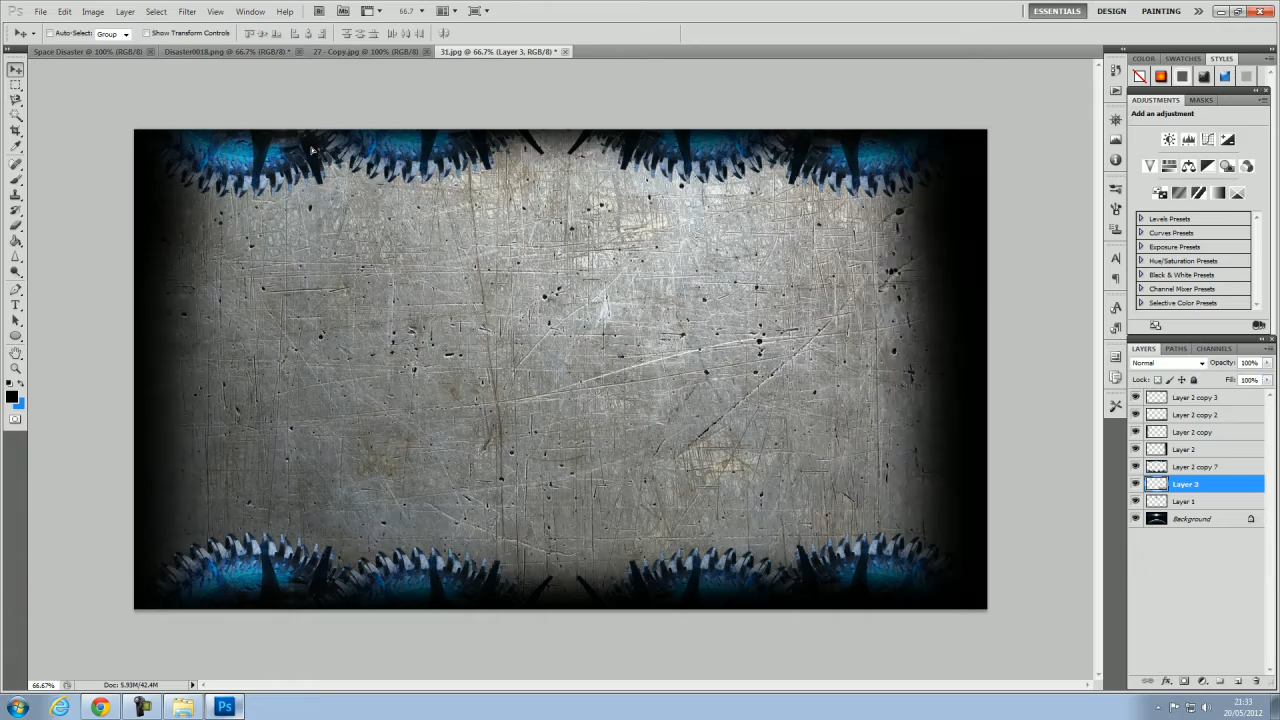 Ps File Edit Image Layer Select Filter View Window Help Br Mb 66.7 ESSENTIALS DESIGN PAINTING
Auto-Select: Group Show Transform Controls
Space Disaster @ 100% (RGB/8) Disaster0018.png @ 66.7% (RGB/8) * 27 - Copy.jpg @ 100% (RGB/8) 31.jpg @ 66.7% (Layer 3, RGB/8) *
COLOR SWATCHES STYLES
ADJUSTMENTS MASKS
Add an adjustment
Levels Presets
Curves Presets
Exposure Presets
Hue/Saturation Presets
Black & White Presets
Channel Mixer Presets
Selective Color Presets
LAYERS PATHS CHANNELS
Normal Opacity: 100%
Lock: Fill: 100%
Layer 2 copy 3
Layer 2 copy 2
Layer 2 copy
Layer 2
Layer 2 copy 7
Layer 3
Layer 1
Background
66.67% Doc: 5.93M/42.4M
Ps
21:33
20/05/2012